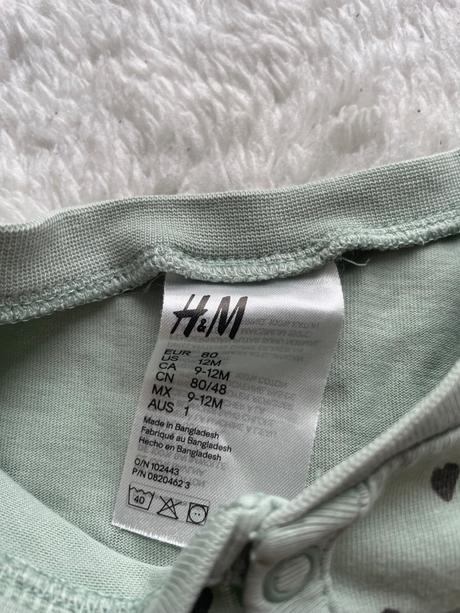 H&M
EUR 80
US 12M
CA 9-12M
CN 80/48
MX 9-12M
AUS 1
Made in Bangladesh
Fabriqué au Bangladesh
Hecho en Bangladesh
O/N 102443
P/N 0820462 3
40